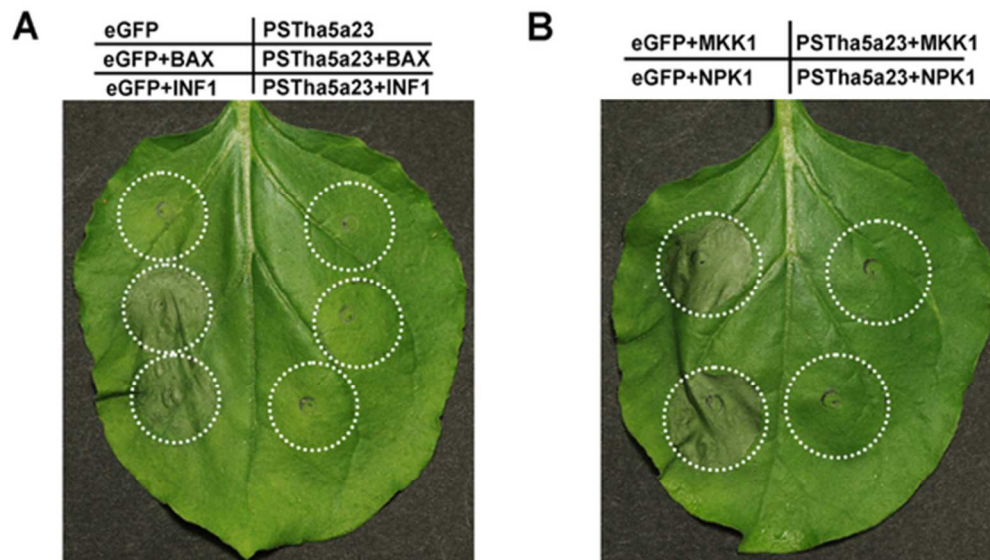 A
eGFP PSTha5a23
eGFP+BAX PSTha5a23+BAX
eGFP+INF1 PSTha5a23+INF1
B
eGFP+MKK1 PSTha5a23+MKK1
eGFP+NPK1 PSTha5a23+NPK1